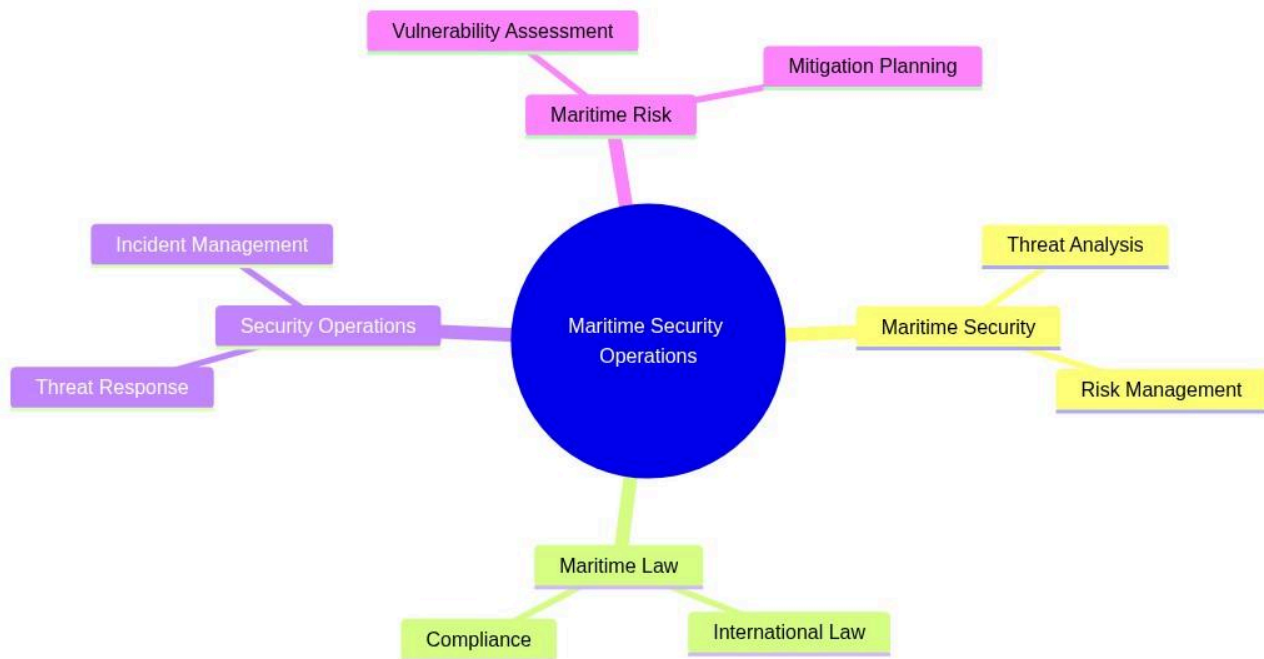 Vulnerability Assessment
Mitigation Planning
Maritime Risk
Incident Management
Threat Analysis
Security Operations
Maritime Security
Operations
Maritime Security
Threat Response
Risk Management
Maritime Law
Compliance
International Law